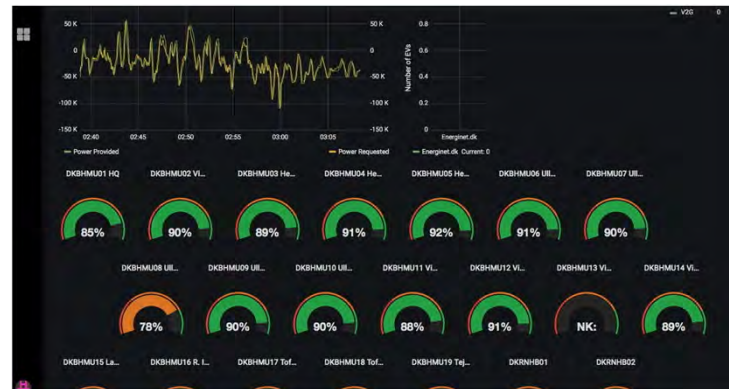 V2G 0
50 K 50 K 0.8
0 0 0.6
-50 K -50 K 0.4
-100 K -100 K 0.2
-150 K -150 K 0
Number of EVs
02:40 02:45 02:50 02:55 03:00 03:05 Energinet.dk
Power Provided Power Requested Energinet.dk Current: 0
DKBHMU01 HQ DKBHMU02 Vi... DKBHMU03 He... DKBHMU04 He... DKBHMU05 He... DKBHMU06 Ull... DKBHMU07 Ull...
85% 90% 89% 91% 92% 91% 90%
DKBHMU08 Ull... DKBHMU09 Ull... DKBHMU10 Ull... DKBHMU11 Vi... DKBHMU12 Vi... DKBHMU13 Vi... DKBHMU14 Vi...
78% 90% 90% 88% 91% NK: 89%
DKBHMU15 La... DKBHMU16 R. I... DKBHMU17 Tof... DKBHMU18 Tof... DKBHMU19 Tej... DKRNHB01 DKRNHB02